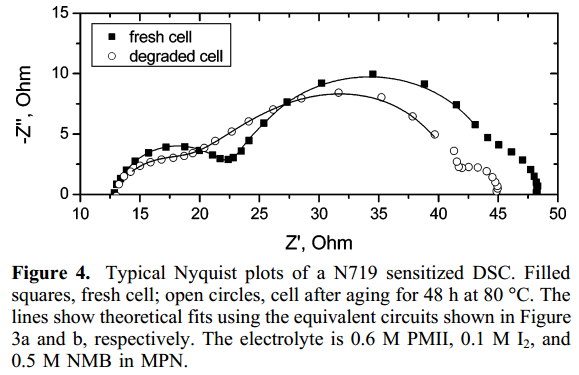 15
fresh cell
degraded cell
10
-Z'', Ohm
5
0
10 15 20 25 30 35 40 45 50
Z', Ohm
Figure 4. Typical Nyquist plots of a N719 sensitized DSC. Filled
squares, fresh cell; open circles, cell after aging for 48 h at 80 °C. The
lines show theoretical fits using the equivalent circuits shown in Figure
3a and b, respectively. The electrolyte is 0.6 M PMII, 0.1 M I₂, and
0.5 M NMB in MPN.